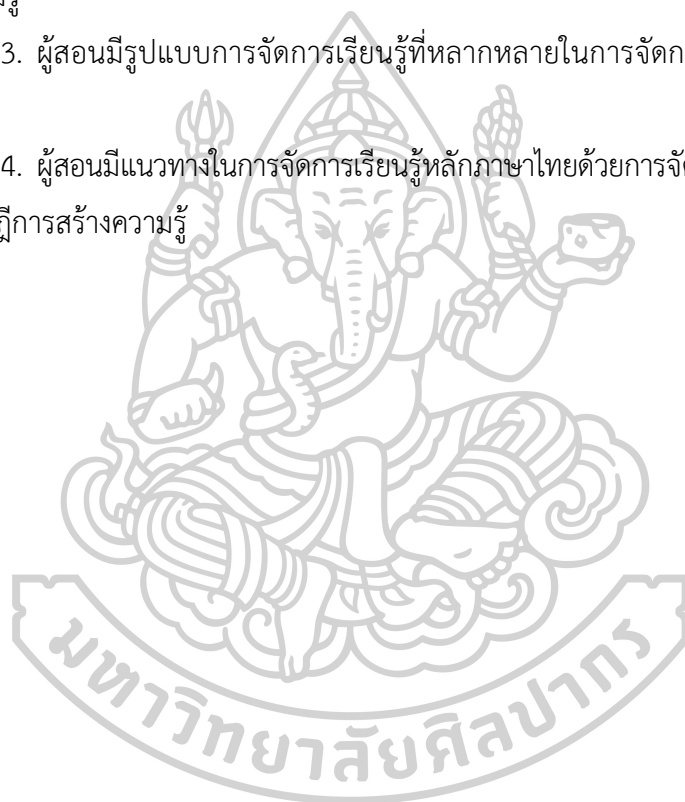 3. ผู้สอนมีรูปแบบการจัดการเรียนรู้ที่หลากหลายในการจัดก
4. ผู้สอนมีแนวทางในการจัดการเรียนรู้หลักภาษาไทยด้วยการจัด
การสร้างความรู้
มหาวิทยาลัยศิลปากร